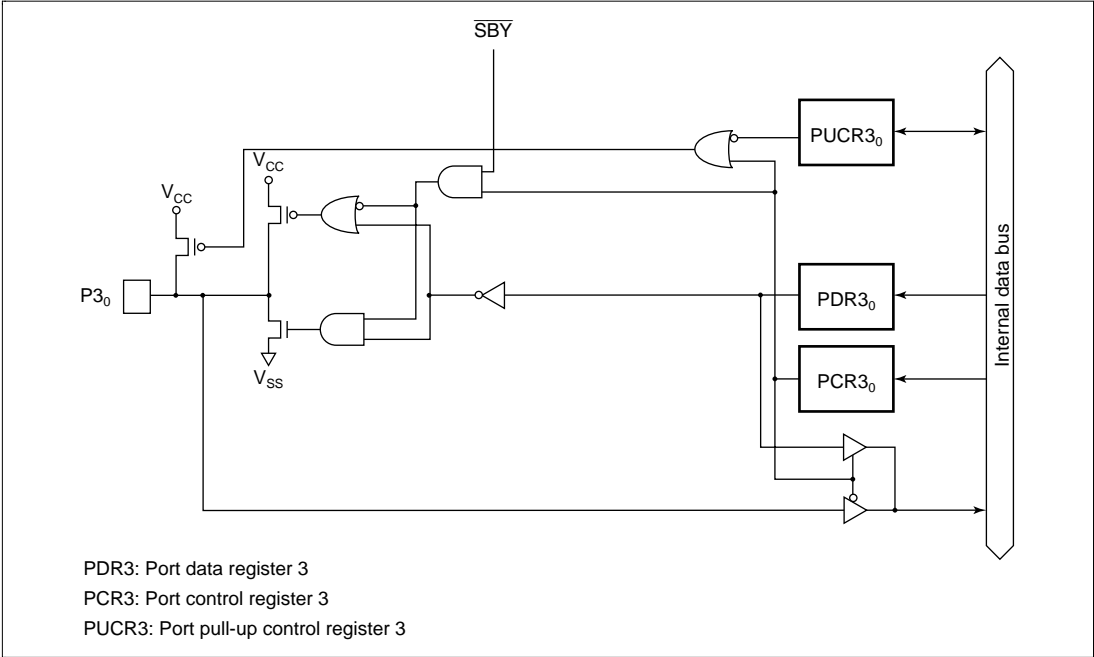 SBY
PUCR3₀
V_CC
V_CC
P3₀
PDR3₀
Internal data bus
V_SS
PCR3₀
PDR3: Port data register 3
PCR3: Port control register 3
PUCR3: Port pull-up control register 3